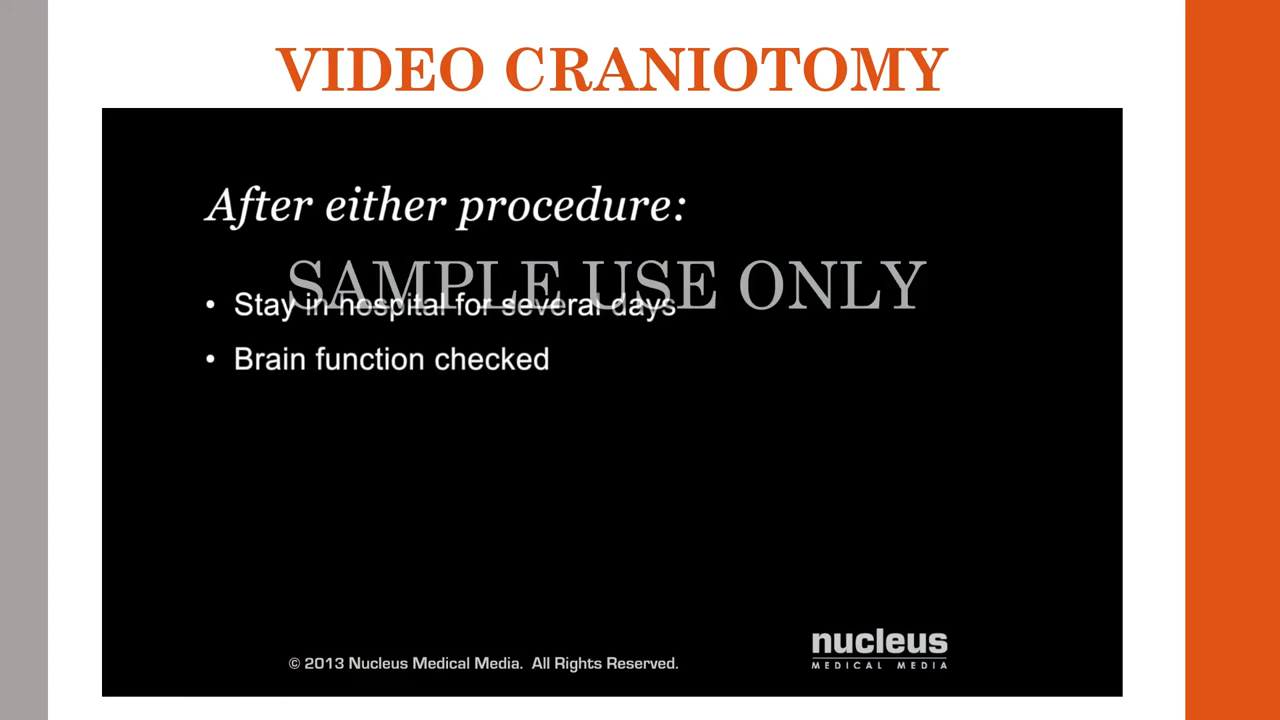 VIDEO CRANIOTOMY
After either procedure:
SAMPLE USE ONLY
• Stay in hospital for several days
• Brain function checked
© 2013 Nucleus Medical Media. All Rights Reserved.
nucleus
MEDICAL MEDIA